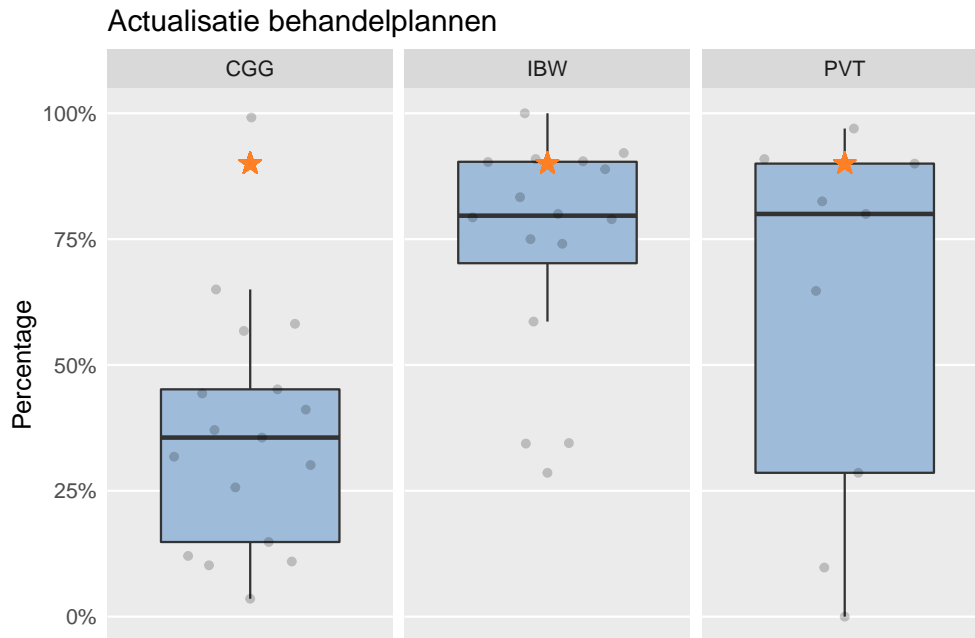 Actualisatie behandelplannen
CGG
IBW
PVT
100%
75%
50%
25%
0%
Percentage